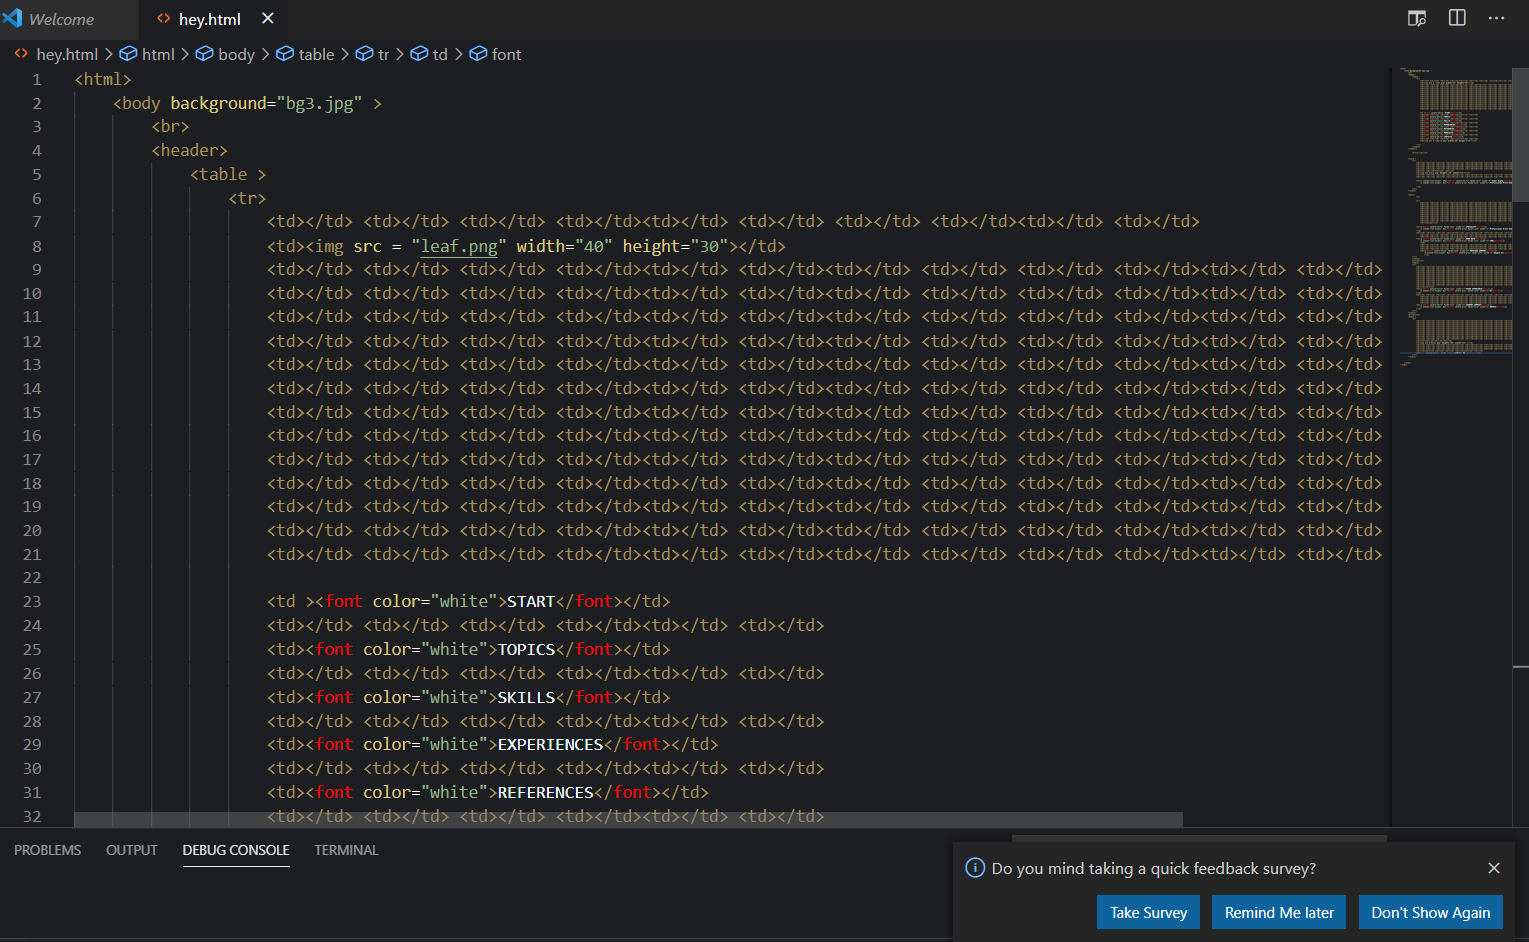 Welcome
hey.html
hey.html > html > body > table > tr > td > font
1 <html>
2 <body background="bg3.jpg" >
3 <br>
4 <header>
5 <table >
6 <tr>
7 <td></td> <td></td> <td></td> <td></td><td></td> <td></td> <td></td> <td></td><td></td> <td></td>
8 <td><img src = "leaf.png" width="40" height="30"></td>
9 <td></td> <td></td> <td></td> <td></td><td></td> <td></td><td></td> <td></td> <td></td> <td></td><td></td> <td></td>
10 <td></td> <td></td> <td></td> <td></td><td></td> <td></td><td></td> <td></td> <td></td> <td></td><td></td> <td></td>
11 <td></td> <td></td> <td></td> <td></td><td></td> <td></td><td></td> <td></td> <td></td> <td></td><td></td> <td></td>
12 <td></td> <td></td> <td></td> <td></td><td></td> <td></td><td></td> <td></td> <td></td> <td></td><td></td> <td></td>
13 <td></td> <td></td> <td></td> <td></td><td></td> <td></td><td></td> <td></td> <td></td> <td></td><td></td> <td></td>
14 <td></td> <td></td> <td></td> <td></td><td></td> <td></td><td></td> <td></td> <td></td> <td></td><td></td> <td></td>
15 <td></td> <td></td> <td></td> <td></td><td></td> <td></td><td></td> <td></td> <td></td> <td></td><td></td> <td></td>
16 <td></td> <td></td> <td></td> <td></td><td></td> <td></td><td></td> <td></td> <td></td> <td></td><td></td> <td></td>
17 <td></td> <td></td> <td></td> <td></td><td></td> <td></td><td></td> <td></td> <td></td> <td></td><td></td> <td></td>
18 <td></td> <td></td> <td></td> <td></td><td></td> <td></td><td></td> <td></td> <td></td> <td></td><td></td> <td></td>
19 <td></td> <td></td> <td></td> <td></td><td></td> <td></td><td></td> <td></td> <td></td> <td></td><td></td> <td></td>
20 <td></td> <td></td> <td></td> <td></td><td></td> <td></td><td></td> <td></td> <td></td> <td></td><td></td> <td></td>
21 <td></td> <td></td> <td></td> <td></td><td></td> <td></td><td></td> <td></td> <td></td> <td></td><td></td> <td></td>
22
23 <td ><font color="white">START</font></td>
24 <td></td> <td></td> <td></td> <td></td><td></td> <td></td>
25 <td><font color="white">TOPICS</font></td>
26 <td></td> <td></td> <td></td> <td></td><td></td> <td></td>
27 <td><font color="white">SKILLS</font></td>
28 <td></td> <td></td> <td></td> <td></td><td></td> <td></td>
29 <td><font color="white">EXPERIENCES</font></td>
30 <td></td> <td></td> <td></td> <td></td><td></td> <td></td>
31 <td><font color="white">REFERENCES</font></td>
32 <td></td> <td></td> <td></td> <td></td><td></td> <td></td>
PROBLEMS OUTPUT DEBUG CONSOLE TERMINAL
Do you mind taking a quick feedback survey?
Take Survey Remind Me later Don't Show Again